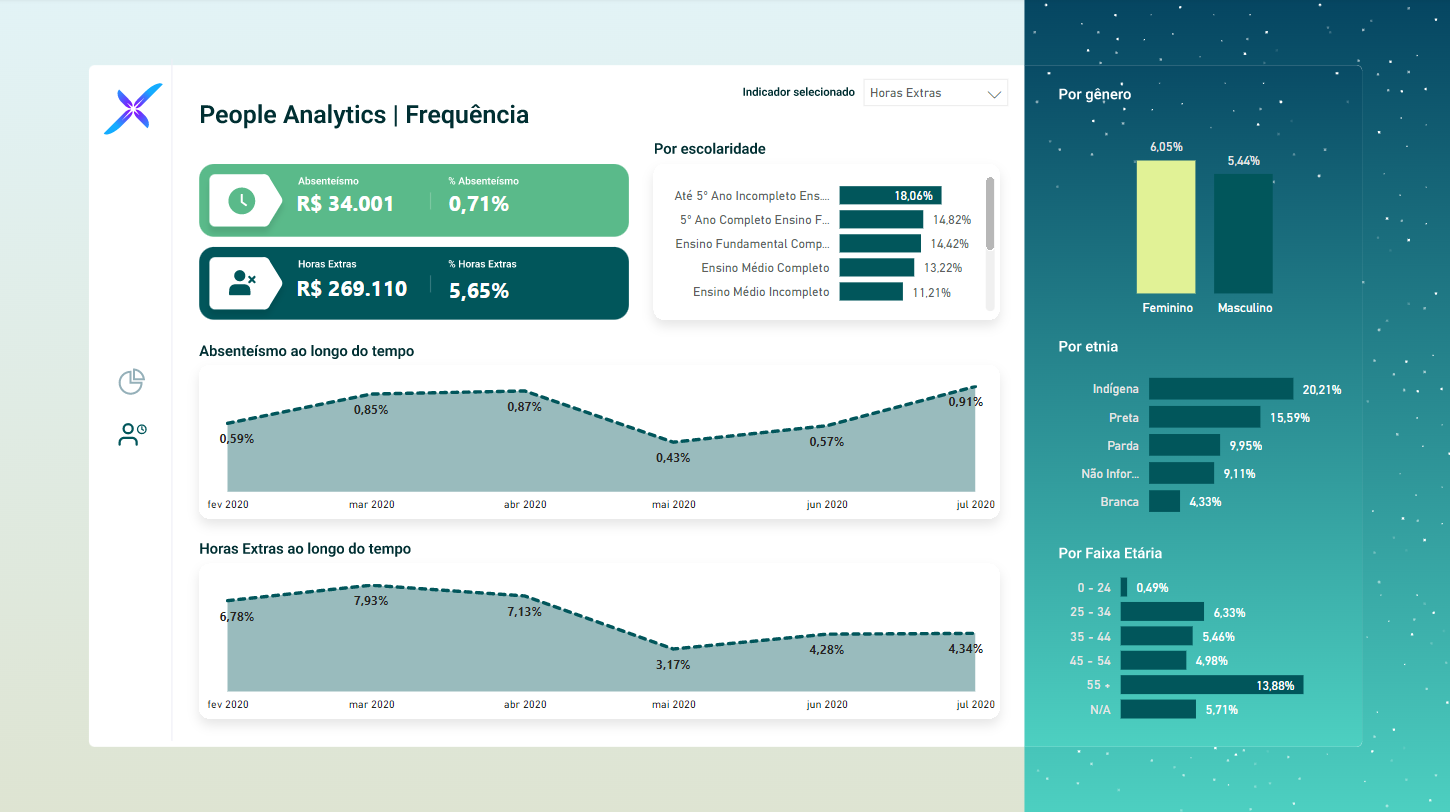 Indicador selecionado
Horas Extras
People Analytics | Frequência
Absenteísmo
R$ 34.001
% Absenteísmo
0,71%
Horas Extras
R$ 269.110
% Horas Extras
5,65%
Por escolaridade
Até 5° Ano Incompleto Ens.... 18,06%
5° Ano Completo Ensino F... 14,82%
Ensino Fundamental Comp... 14,42%
Ensino Médio Completo 13,22%
Ensino Médio Incompleto 11,21%
Absenteísmo ao longo do tempo
0,59% 0,85% 0,87% 0,43% 0,57% 0,91%
fev 2020 mar 2020 abr 2020 mai 2020 jun 2020 jul 2020
Horas Extras ao longo do tempo
6,78% 7,93% 7,13% 3,17% 4,28% 4,34%
fev 2020 mar 2020 abr 2020 mai 2020 jun 2020 jul 2020
Por gênero
6,05% 5,44%
Feminino Masculino
Por etnia
Indígena 20,21%
Preta 15,59%
Parda 9,95%
Não Infor... 9,11%
Branca 4,33%
Por Faixa Etária
0 - 24 0,49%
25 - 34 6,33%
35 - 44 5,46%
45 - 54 4,98%
55 + 13,88%
N/A 5,71%